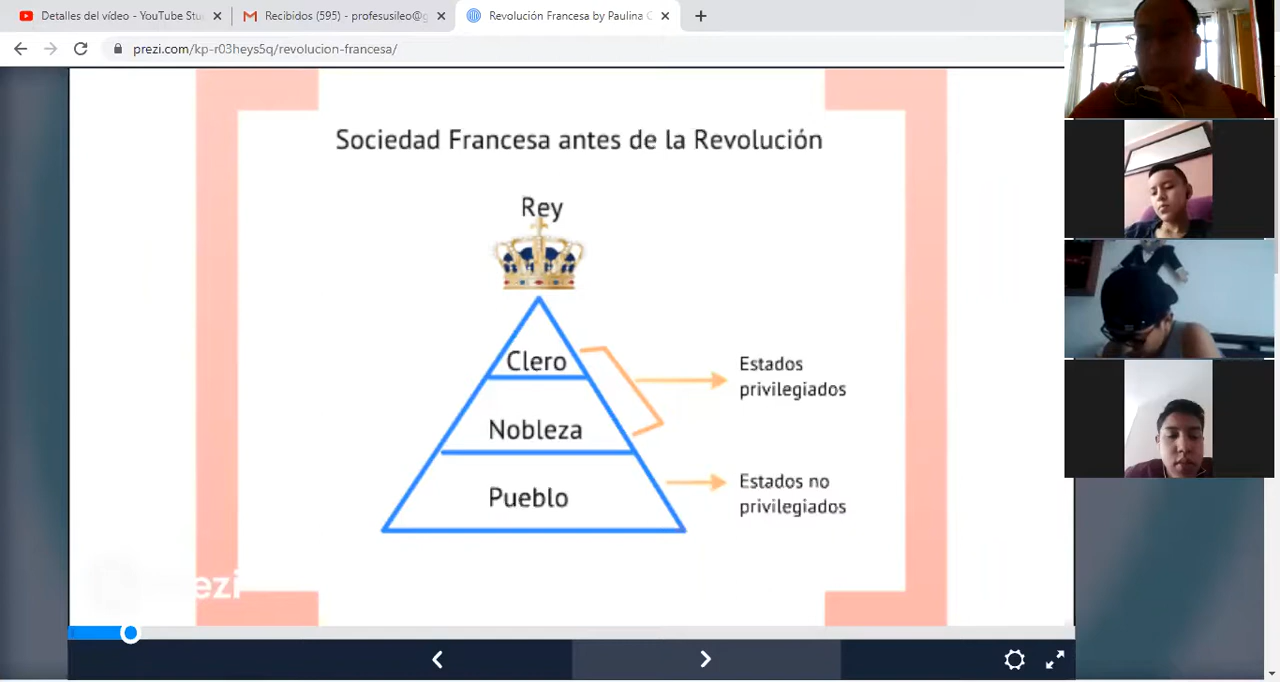 Detalles del vídeo - YouTube Stu
Recibidos (595) - profesusileo@g
Revolución Francesa by Paulina C
prezi.com/kp-r03heys5q/revolucion-francesa/
Sociedad Francesa antes de la Revolución
Rey
Clero
Estados
privilegiados
Nobleza
Estados no
privilegiados
Pueblo